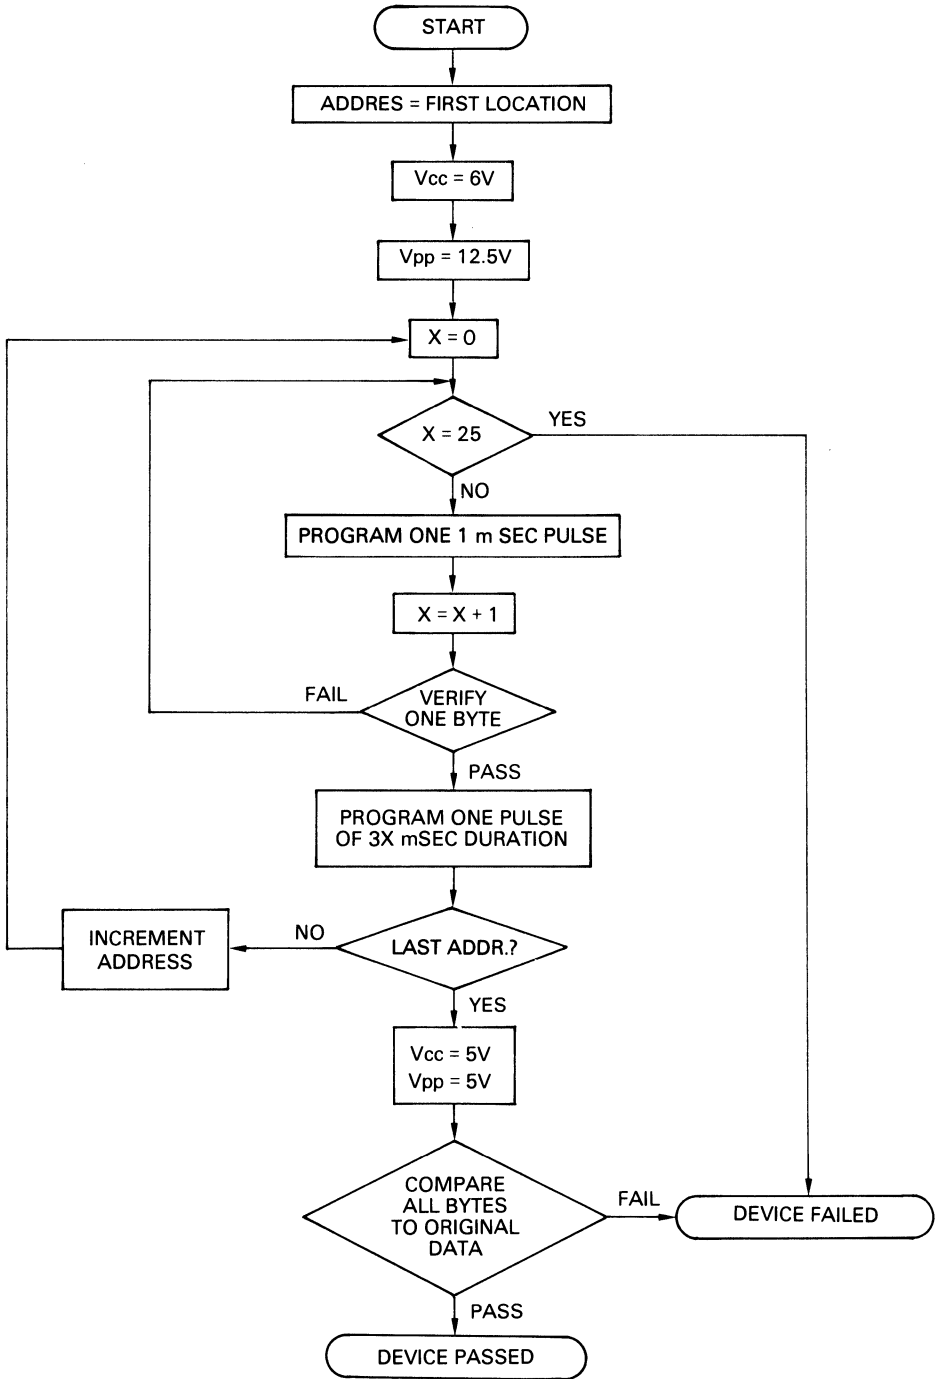 START
ADDRES = FIRST LOCATION
Vcc = 6V
Vpp = 12.5V
X = 0
X = 25
YES
NO
PROGRAM ONE 1 m SEC PULSE
X = X + 1
FAIL
VERIFY
ONE BYTE
PASS
PROGRAM ONE PULSE
OF 3X mSEC DURATION
INCREMENT
ADDRESS
NO
LAST ADDR.?
YES
Vcc = 5V
Vpp = 5V
COMPARE
ALL BYTES
TO ORIGINAL
DATA
FAIL
DEVICE FAILED
PASS
DEVICE PASSED